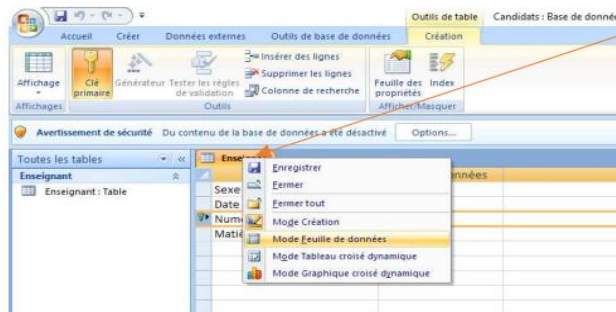 Outils de table Candidats : Base de donné
Accueil Créer Données externes Outils de base de données Création
Affichage
Clé primaire
Générateur
Tester les règles de validation
Insérer des lignes
Supprimer les lignes
Colonne de recherche
Feuille des propriétés
Index
Affichages Outils Afficher/Masquer
Avertissement de sécurité Du contenu de la base de données a été désactivé Options...
Toutes les tables
Enseignant
Enseignant : Table
Enseign
nnées
Sexe
Date
Num
Matiè
Enregistrer
Fermer
Fermer tout
Mode Création
Mode Feuille de données
Mode Tableau croisé dynamique
Mode Graphique croisé dynamique